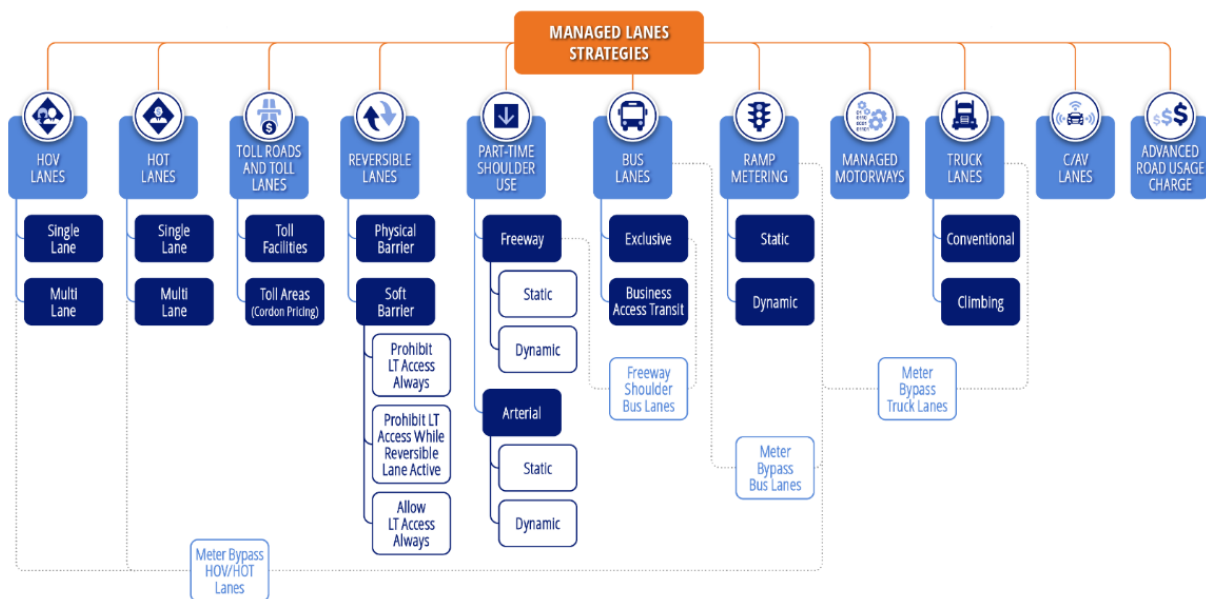 MANAGED LANES
STRATEGIES
HOV
LANES
Single
Lane
Multi
Lane
HOT
LANES
Single
Lane
Multi
Lane
$
TOLL ROADS
AND TOLL
LANES
Toll
Facilities
Toll Areas
(Cordon Pricing)
REVERSIBLE
LANES
Physical
Barrier
Soft
Barrier
Prohibit
LT Access
Always
Prohibit LT
Access While
Reversible
Lane Active
Allow
LT Access
Always
PART-TIME
SHOULDER
USE
Freeway
Static
Dynamic
Arterial
Static
Dynamic
BUS
LANES
Exclusive
Business
Access Transit
Freeway
Shoulder
Bus Lanes
RAMP
METERING
Static
Dynamic
Meter
Bypass
Bus Lanes
MANAGED
MOTORWAYS
TRUCK
LANES
Conventional
Climbing
Meter
Bypass
Truck Lanes
C/AV
LANES
$$$
ADVANCED
ROAD USAGE
CHARGE
Meter Bypass
HOV/HOT
Lanes